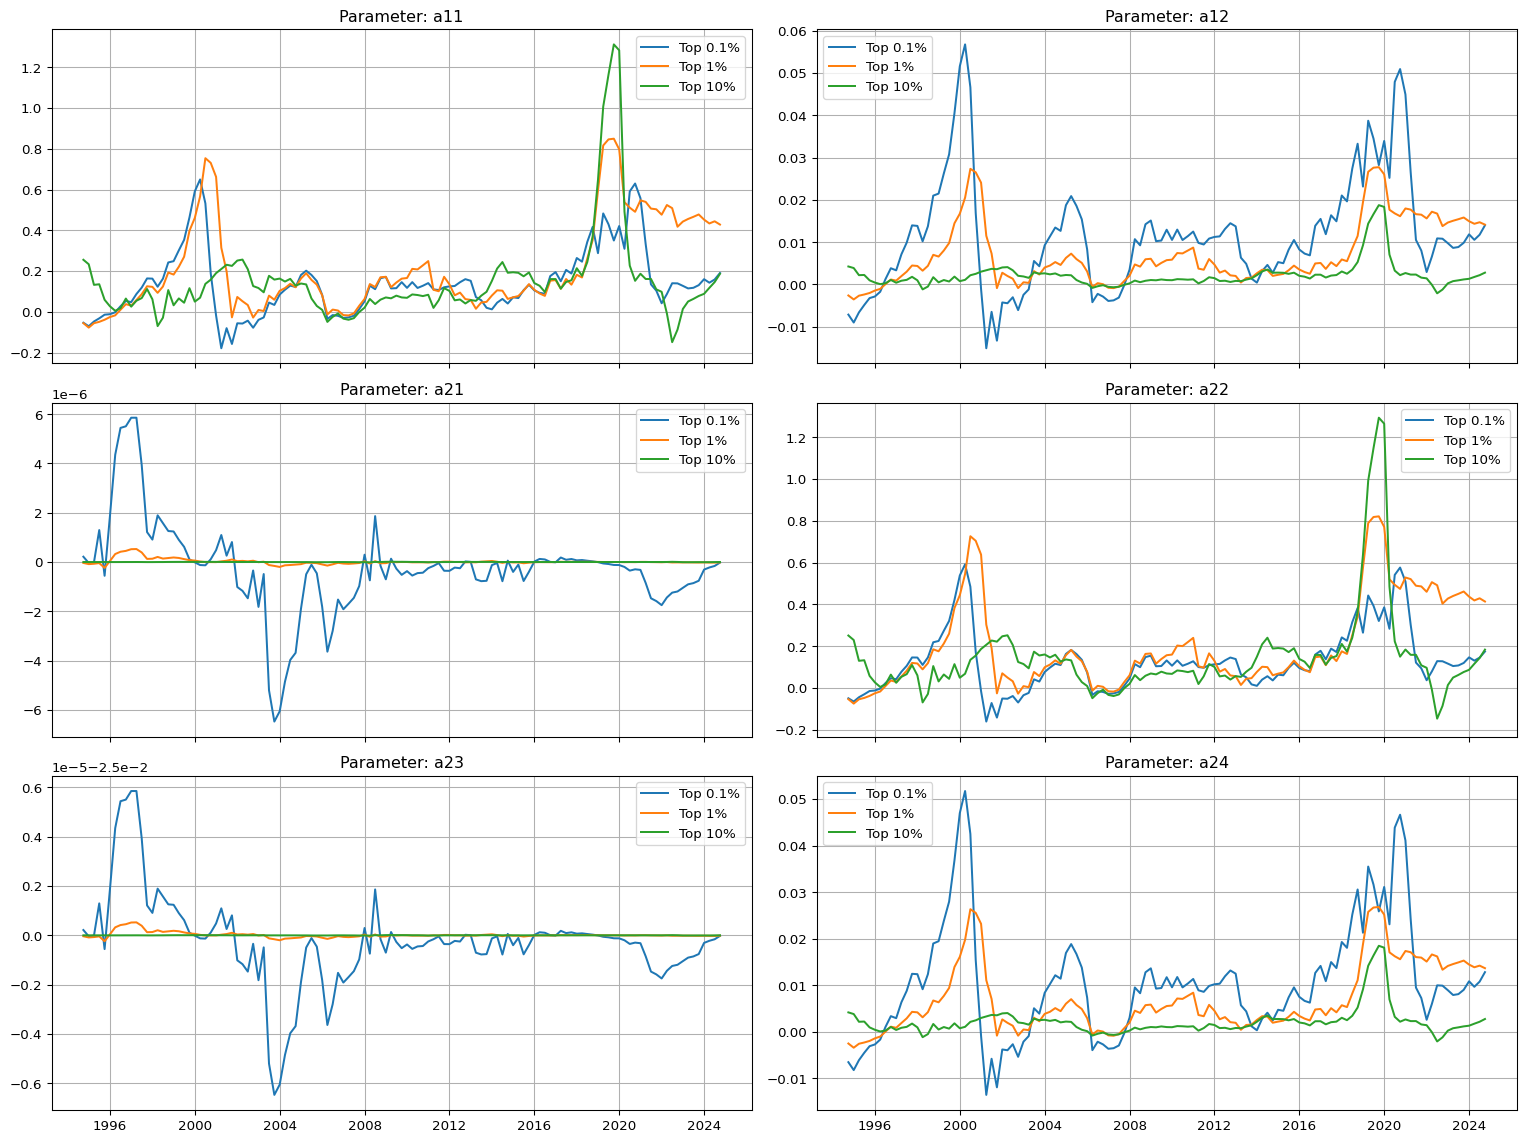 Parameter: a11
1.2
1.0
0.8
0.6
0.4
0.2
0.0
−0.2
Top 0.1%
Top 1%
Top 10%
Parameter: a12
0.06
0.05
0.04
0.03
0.02
0.01
0.00
−0.01
Top 0.1%
Top 1%
Top 10%
Parameter: a21
1e−6
6
4
2
0
−2
−4
−6
Top 0.1%
Top 1%
Top 10%
Parameter: a22
1.2
1.0
0.8
0.6
0.4
0.2
0.0
−0.2
Top 0.1%
Top 1%
Top 10%
Parameter: a23
1e−5−2.5e−2
0.6
0.4
0.2
0.0
−0.2
−0.4
−0.6
Top 0.1%
Top 1%
Top 10%
1996 2000 2004 2008 2012 2016 2020 2024
Parameter: a24
0.05
0.04
0.03
0.02
0.01
0.00
−0.01
Top 0.1%
Top 1%
Top 10%
1996 2000 2004 2008 2012 2016 2020 2024